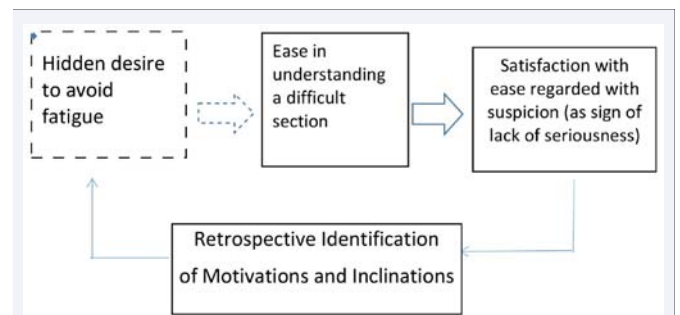 Hidden desire
to avoid
fatigue
Ease in
understanding
a difficult
section
Satisfaction with
ease regarded with
suspicion (as sign of
lack of seriousness)
Retrospective Identification
of Motivations and Inclinations